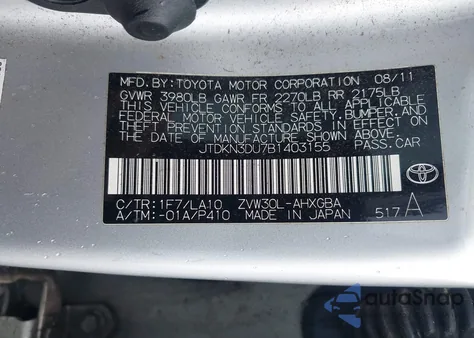 MFD. BY: TOYOTA MOTOR CORPORATION 08/11
GVWR 3980LB GAWR FR 2270LB RR 2175LB
THIS VEHICLE CONFORMS TO ALL APPLICABLE
FEDERAL MOTOR VEHICLE SAFETY, BUMPER, AND
THEFT PREVENTION STANDARDS IN EFFECT ON
THE DATE OF MANUFACTURE SHOWN ABOVE.
JTDKN3DU7B1403155 PASS. CAR
C/TR: 1F7/LA10 ZVW30L-AHXGBA
A/TM: -01A/P410 MADE IN JAPAN 517 A
TOYOTA
autoSnap